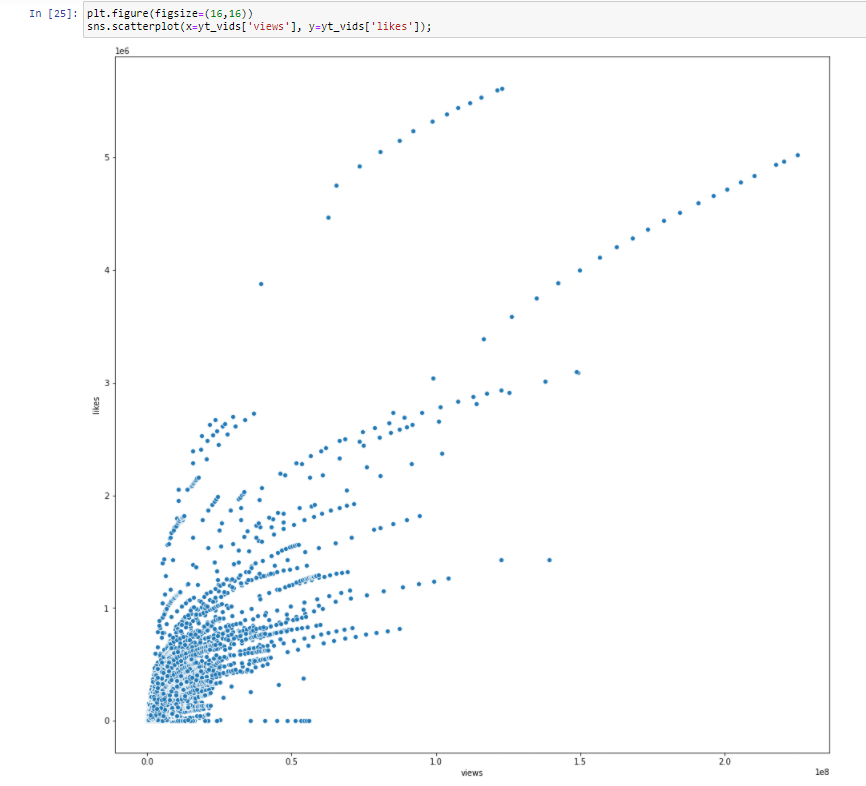 In [25]: plt.figure(figsize=(16,16))
sns.scatterplot(x=yt_vids['views'], y=yt_vids['likes']);
1e6
5
4
3
2
1
0
likes
0.0 0.5 1.0 1.5 2.0
views
1e8